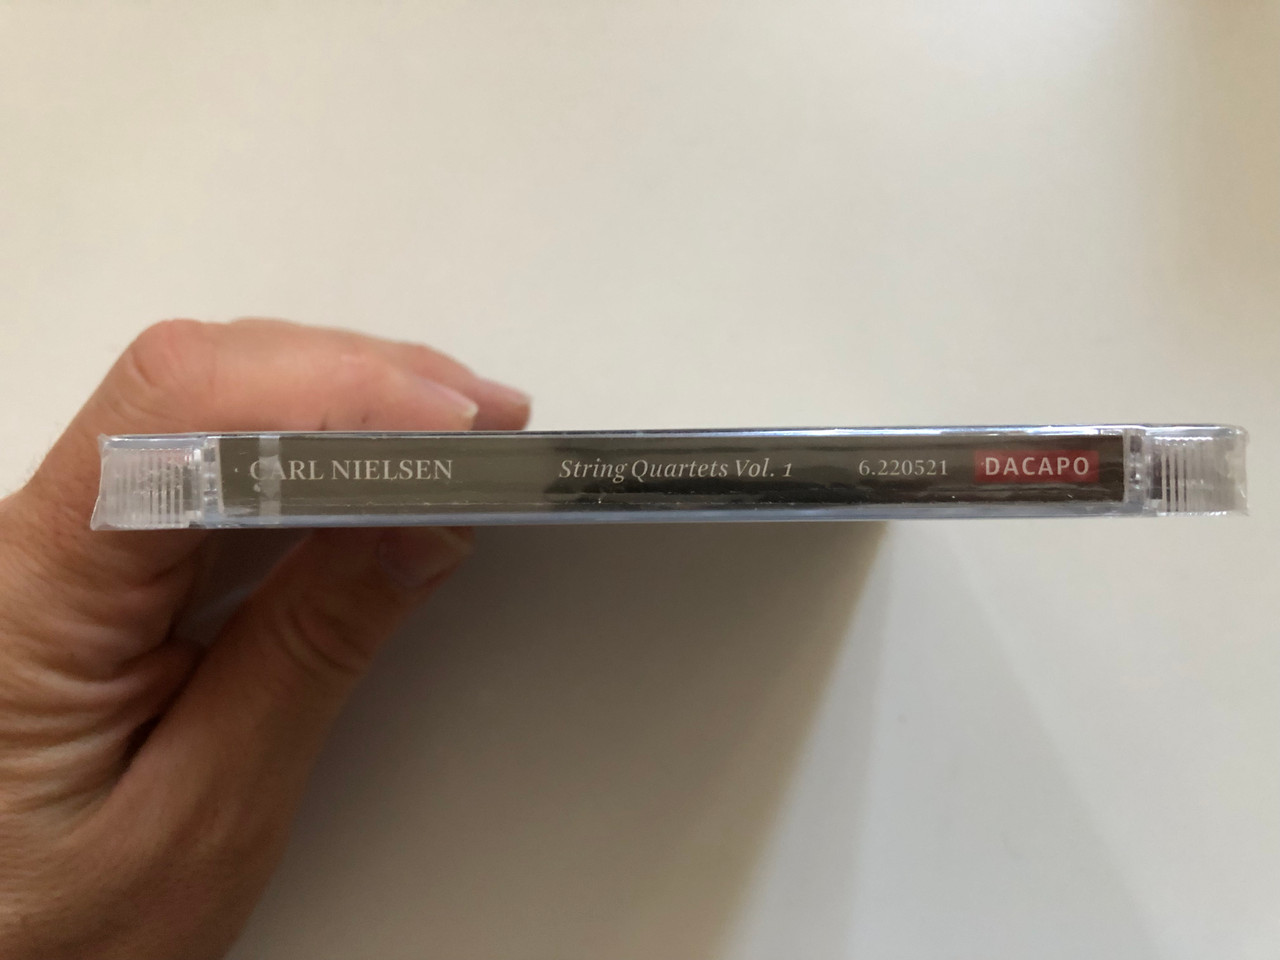 CARL NIELSEN String Quartets Vol. 1 6.220521 DACAPO